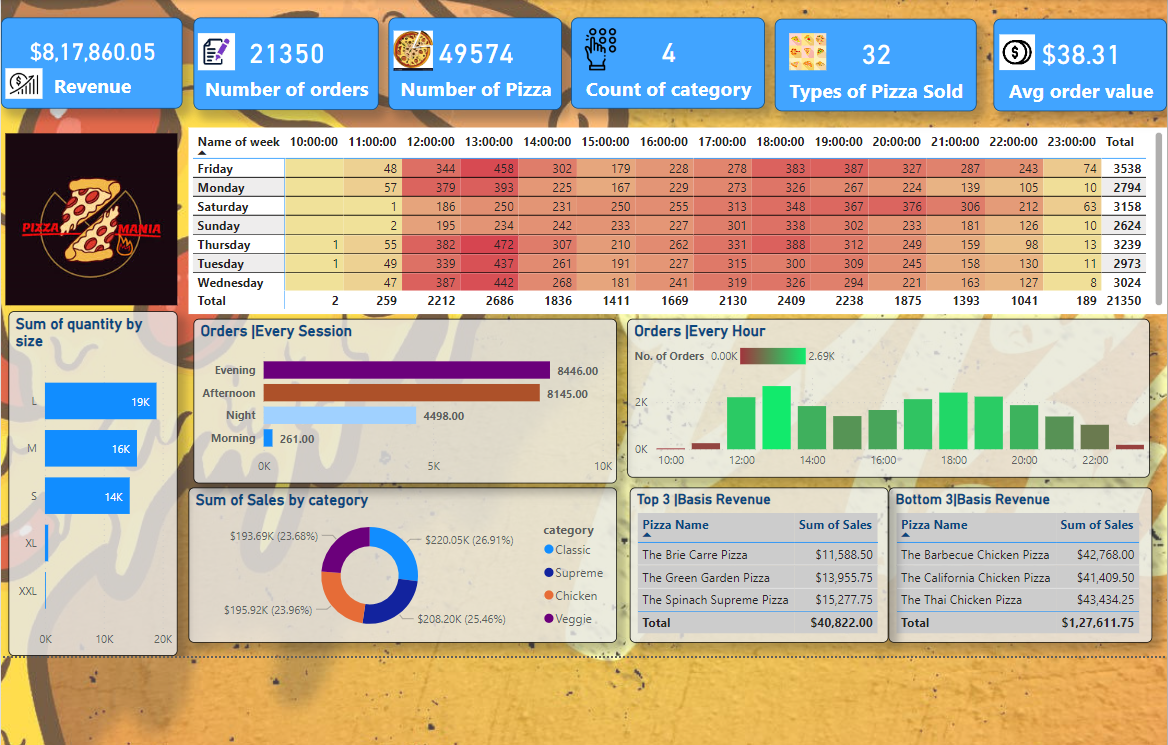 $8,17,860.05
Revenue
21350
Number of orders
49574
Number of Pizza
4
Count of category
32
Types of Pizza Sold
$38.31
Avg order value
PIZZA MANIA
Name of week 10:00:00 11:00:00 12:00:00 13:00:00 14:00:00 15:00:00 16:00:00 17:00:00 18:00:00 19:00:00 20:00:00 21:00:00 22:00:00 23:00:00 Total
Friday 48 344 458 302 179 228 278 383 387 327 287 243 74 3538
Monday 57 379 393 225 167 229 273 326 267 224 139 105 10 2794
Saturday 1 186 250 231 250 255 313 348 367 376 306 212 63 3158
Sunday 2 195 234 242 233 227 301 338 302 233 181 126 10 2624
Thursday 1 55 382 472 307 210 262 331 388 312 249 159 98 13 3239
Tuesday 1 49 339 437 261 191 227 315 300 309 245 158 130 11 2973
Wednesday 47 387 442 268 181 241 319 326 294 221 163 127 8 3024
Total 2 259 2212 2686 1836 1411 1669 2130 2409 2238 1875 1393 1041 189 21350
Sum of quantity by
size
L 19K
M 16K
S 14K
XL
XXL
0K 10K 20K
Orders |Every Session
Evening 8446.00
Afternoon 8145.00
Night 4498.00
Morning 261.00
0K 5K 10K
Orders |Every Hour
No. of Orders 0.00K 2.69K
2K
0K
10:00 12:00 14:00 16:00 18:00 20:00 22:00
Sum of Sales by category
$193.69K (23.68%)
$220.05K (26.91%)
$195.92K (23.96%)
$208.20K (25.46%)
category
Classic
Supreme
Chicken
Veggie
Top 3 |Basis Revenue
Pizza Name Sum of Sales
The Brie Carre Pizza $11,588.50
The Green Garden Pizza $13,955.75
The Spinach Supreme Pizza $15,277.75
Total $40,822.00
Bottom 3|Basis Revenue
Pizza Name Sum of Sales
The Barbecue Chicken Pizza $42,768.00
The California Chicken Pizza $41,409.50
The Thai Chicken Pizza $43,434.25
Total $1,27,611.75